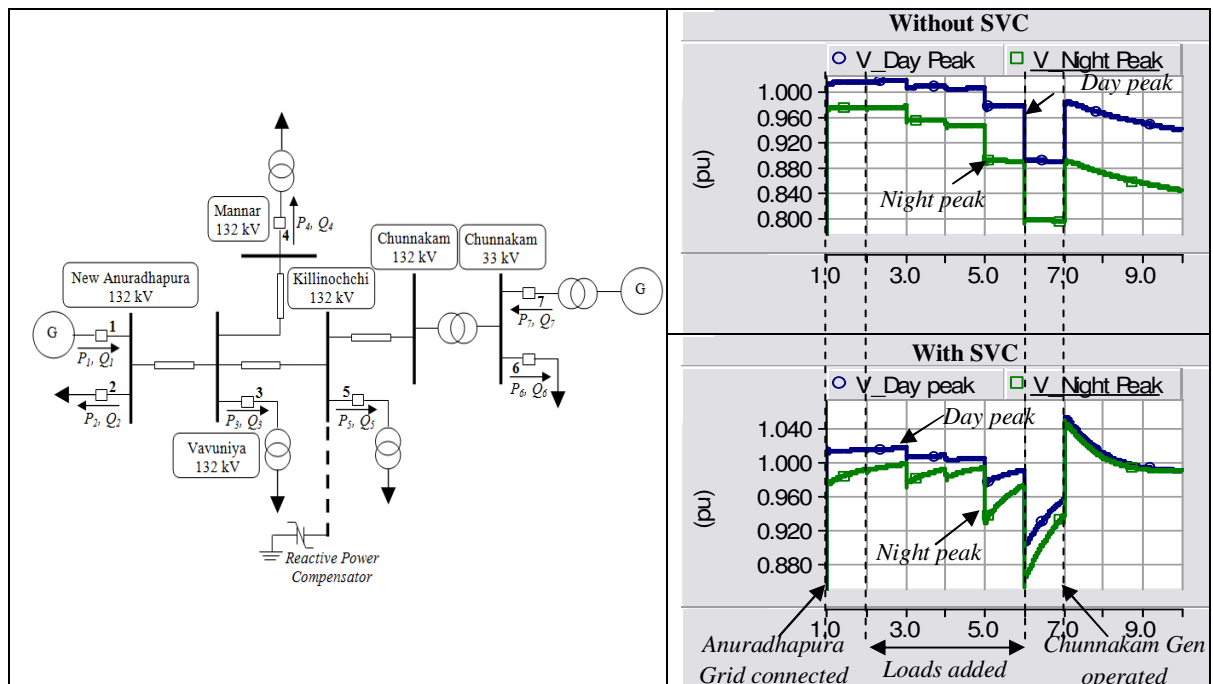 Mannar
132 kV
4
P4, Q4
New Anuradhapura
132 kV
Killinochchi
132 kV
Chunnakam
132 kV
Chunnakam
33 kV
G
1
P1, Q1
2
P2, Q2
3
P3, Q3
5
P5, Q5
7
P7, Q7
G
6
P6, Q6
Vavuniya
132 kV
Reactive Power
Compensator
Without SVC
V_Day Peak
V_Night Peak
Day peak
Night peak
(pu)
1.000
0.960
0.920
0.880
0.840
0.800
1.0 3.0 5.0 7.0 9.0
With SVC
V_Day peak
V_Night Peak
Day peak
Night peak
(pu)
1.040
1.000
0.960
0.920
0.880
1.0 3.0 5.0 7.0 9.0
Anuradhapura
Grid connected
Loads added
Chunnakam Gen
operated